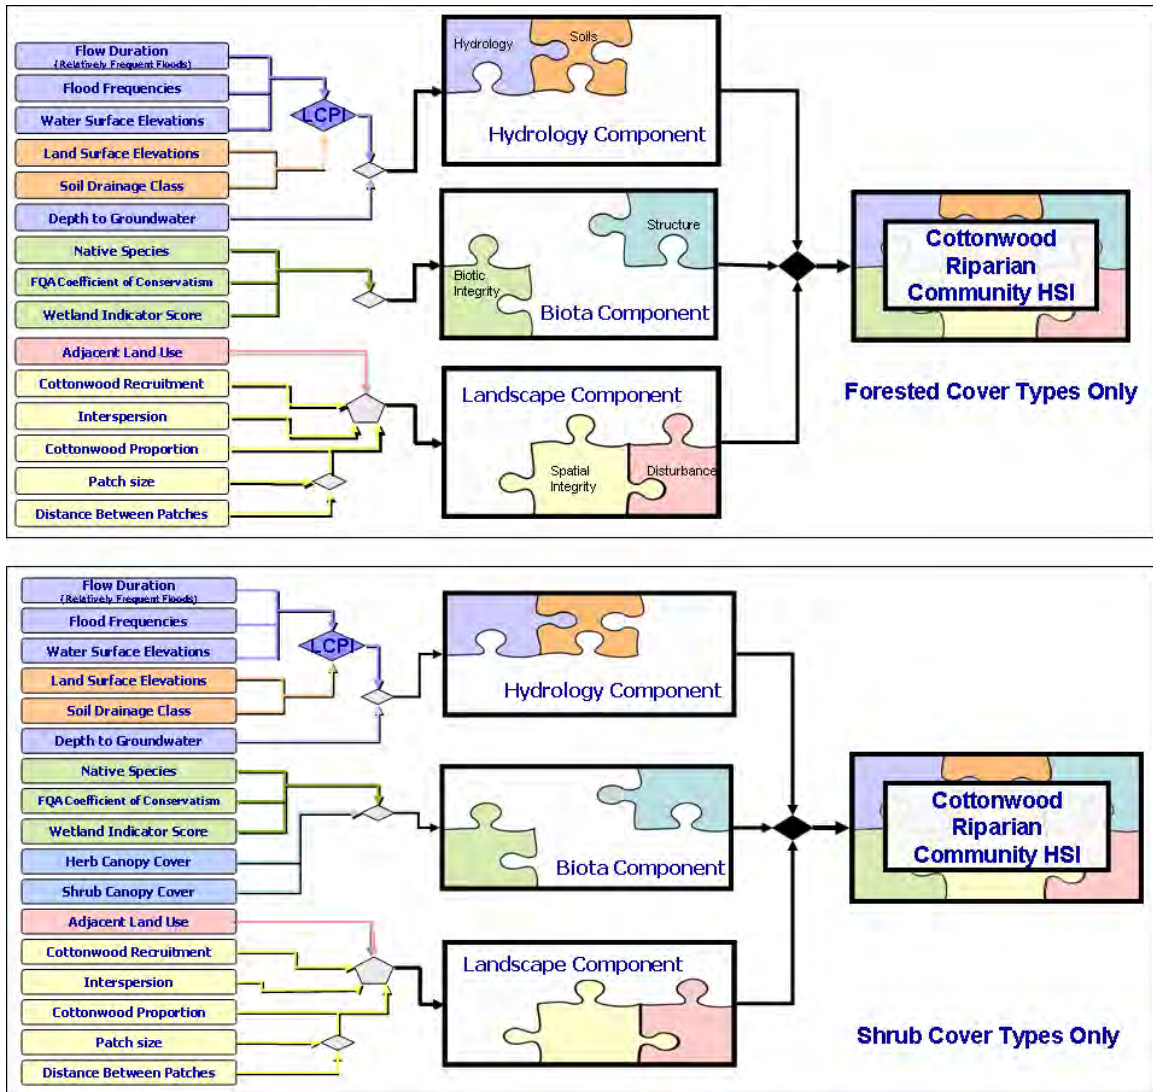 Flow Duration
(Relatively Frequent Floods)
Flood Frequencies
Water Surface Elevations
Land Surface Elevations
Soil Drainage Class
Depth to Groundwater
Native Species
FQA Coefficient of Conservatism
Wetland Indicator Score
Adjacent Land Use
Cottonwood Recruitment
Interspersion
Cottonwood Proportion
Patch size
Distance Between Patches
LCPI
Hydrology
Soils
Hydrology Component
Structure
Biotic
Integrity
Biota Component
Landscape Component
Spatial
Integrity
Disturbance
Cottonwood
Riparian
Community HSI
Forested Cover Types Only
Flow Duration
(Relatively Frequent Floods)
Flood Frequencies
Water Surface Elevations
Land Surface Elevations
Soil Drainage Class
Depth to Groundwater
Native Species
FQA Coefficient of Conservatism
Wetland Indicator Score
Herb Canopy Cover
Shrub Canopy Cover
Adjacent Land Use
Cottonwood Recruitment
Interspersion
Cottonwood Proportion
Patch size
Distance Between Patches
LCPI
Hydrology Component
Biota Component
Landscape Component
Cottonwood
Riparian
Community HSI
Shrub Cover Types Only